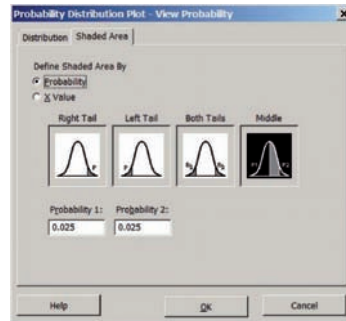 Probability Distribution Plot - View Probability
Distribution Shaded Area
Define Shaded Area By
Probability
X Value
Right Tail Left Tail Both Tails Middle
Probability 1: Probability 2:
0.025 0.025
Help OK Cancel